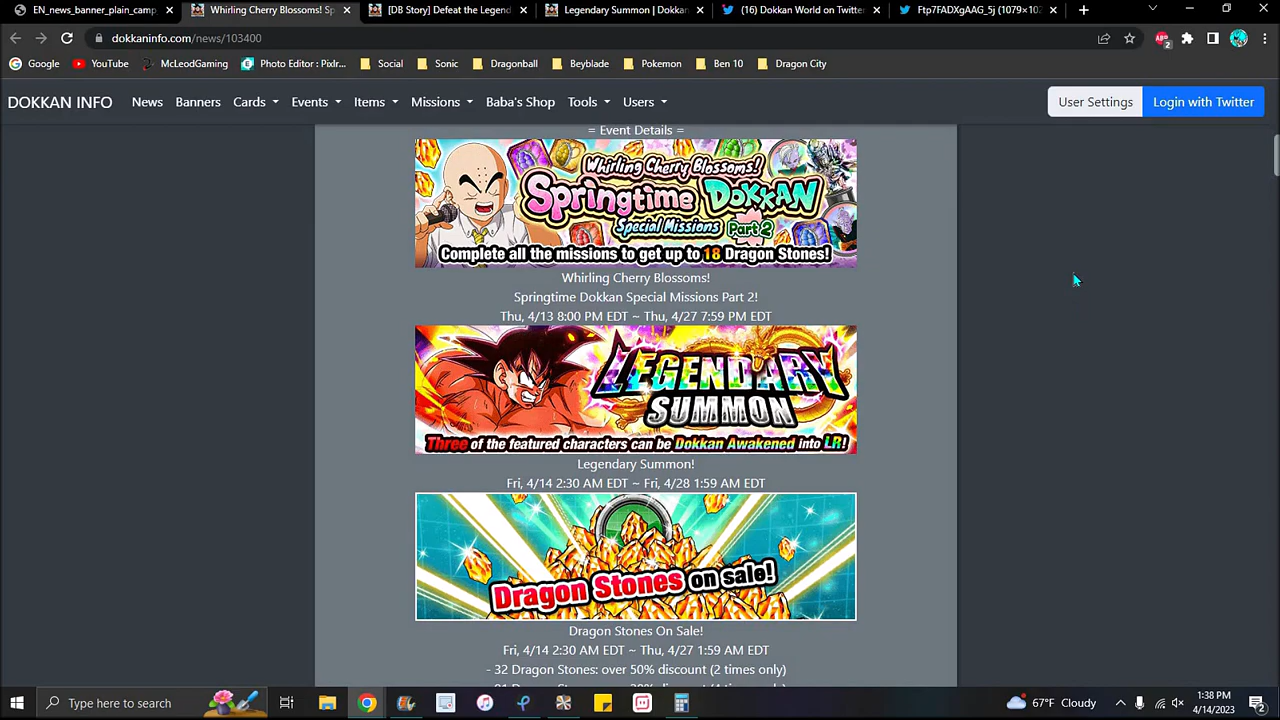 EN_news_banner_plain_camp
Whirling Cherry Blossoms! Sp
[DB Story] Defeat the Legend
Legendary Summon | Dokkan
(16) Dokkan World on Twitter
Ftp7FADXgAAG_5j (1079×10
dokkaninfo.com/news/103400
2
Google
YouTube
McLeodGaming
Photo Editor : Pixlr...
Social
Sonic
Dragonball
Beyblade
Pokemon
Ben 10
Dragon City
DOKKAN INFO
News
Banners
Cards
Events
Items
Missions
Baba's Shop
Tools
Users
User Settings
Login with Twitter
= Event Details =
Whirling Cherry Blossoms!
Springtime DOKKAN
Special Missions Part 2
Complete all the missions to get up to 18 Dragon Stones!
Whirling Cherry Blossoms!
Springtime Dokkan Special Missions Part 2!
Thu, 4/13 8:00 PM EDT ~ Thu, 4/27 7:59 PM EDT
LEGENDARY
SUMMON
Three of the featured characters can be Dokkan Awakened into LR!
Legendary Summon!
Fri, 4/14 2:30 AM EDT ~ Fri, 4/28 1:59 AM EDT
Dragon Stones on sale!
Dragon Stones On Sale!
Fri, 4/14 2:30 AM EDT ~ Thu, 4/27 1:59 AM EDT
- 32 Dragon Stones: over 50% discount (2 times only)
Type here to search
67°F Cloudy
1:38 PM
4/14/2023
2